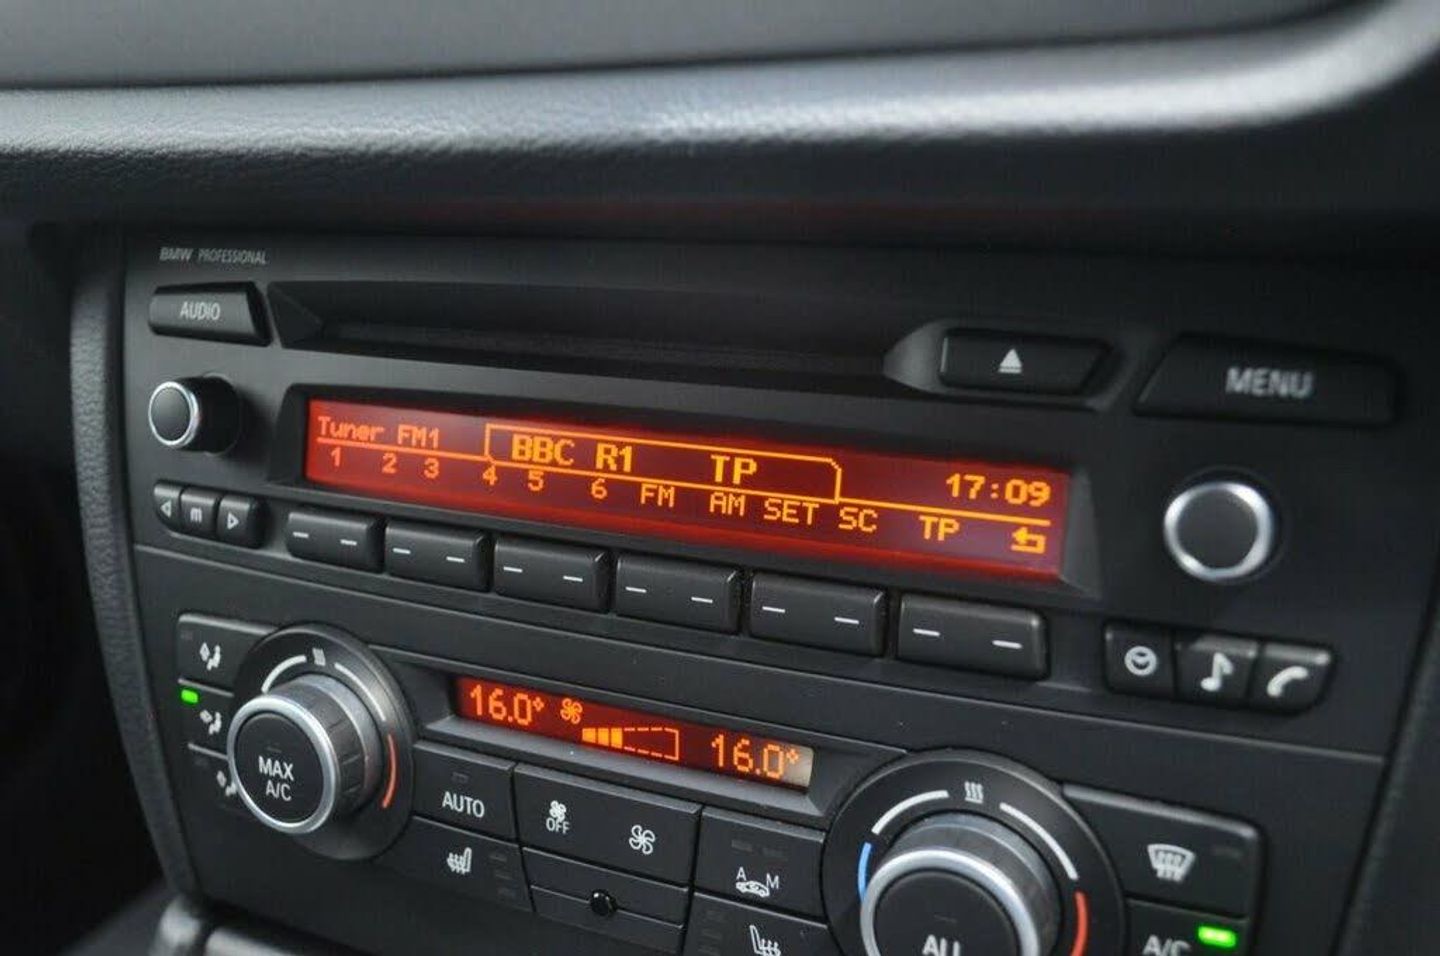 BMW PROFESSIONAL
AUDIO
MENU
Tuner FM1 BBC R1 TP 17:09
1 2 3 4 5 6 FM AM SET SC TP
m
16.0° 16.0°
MAX
A/C
AUTO
OFF
A M
ALL
A/C